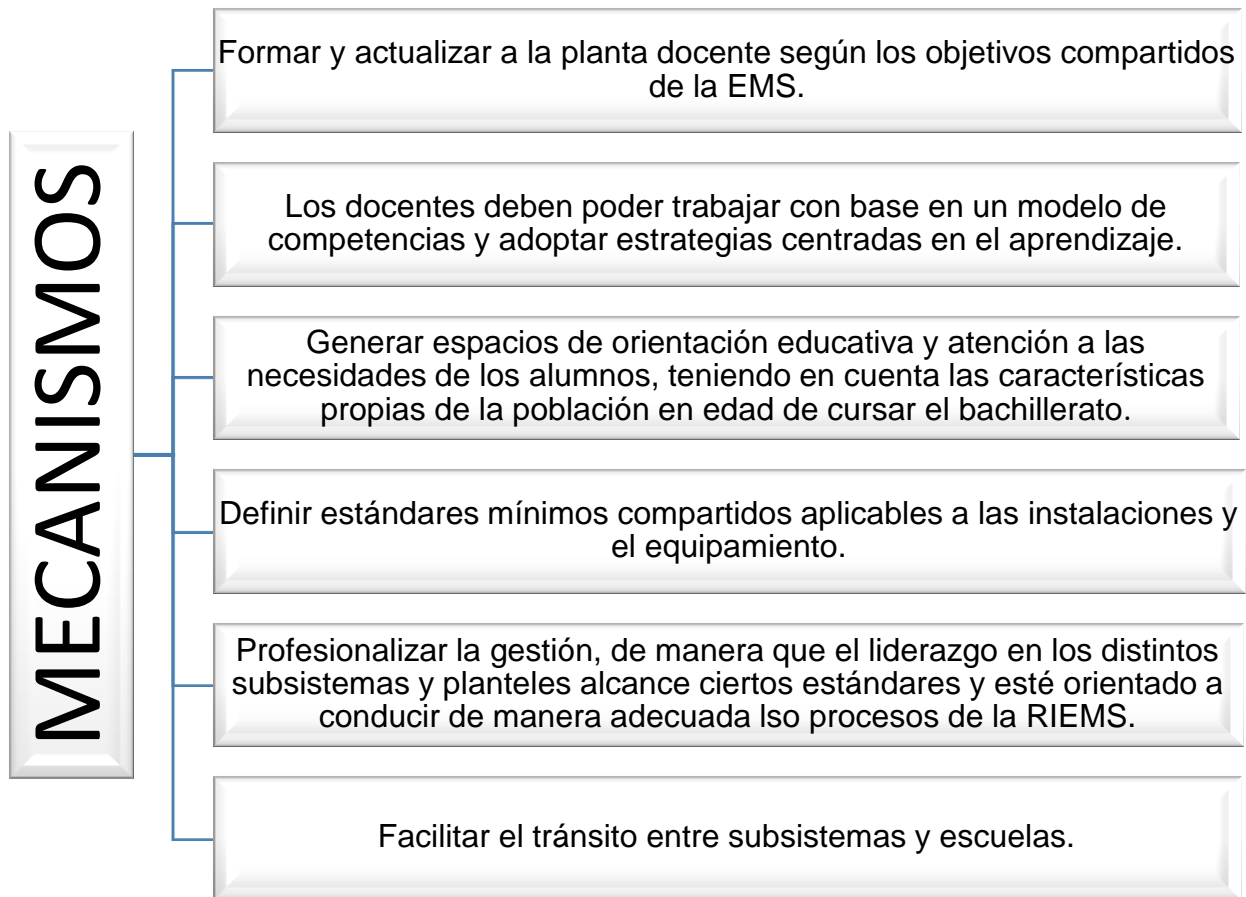 MECANISMOS
Formar y actualizar a la planta docente según los objetivos compartidos
de la EMS.
Los docentes deben poder trabajar con base en un modelo de
competencias y adoptar estrategias centradas en el aprendizaje.
Generar espacios de orientación educativa y atención a las
necesidades de los alumnos, teniendo en cuenta las características
propias de la población en edad de cursar el bachillerato.
Definir estándares mínimos compartidos aplicables a las instalaciones y
el equipamiento.
Profesionalizar la gestión, de manera que el liderazgo en los distintos
subsistemas y planteles alcance ciertos estándares y esté orientado a
conducir de manera adecuada lso procesos de la RIEMS.
Facilitar el tránsito entre subsistemas y escuelas.